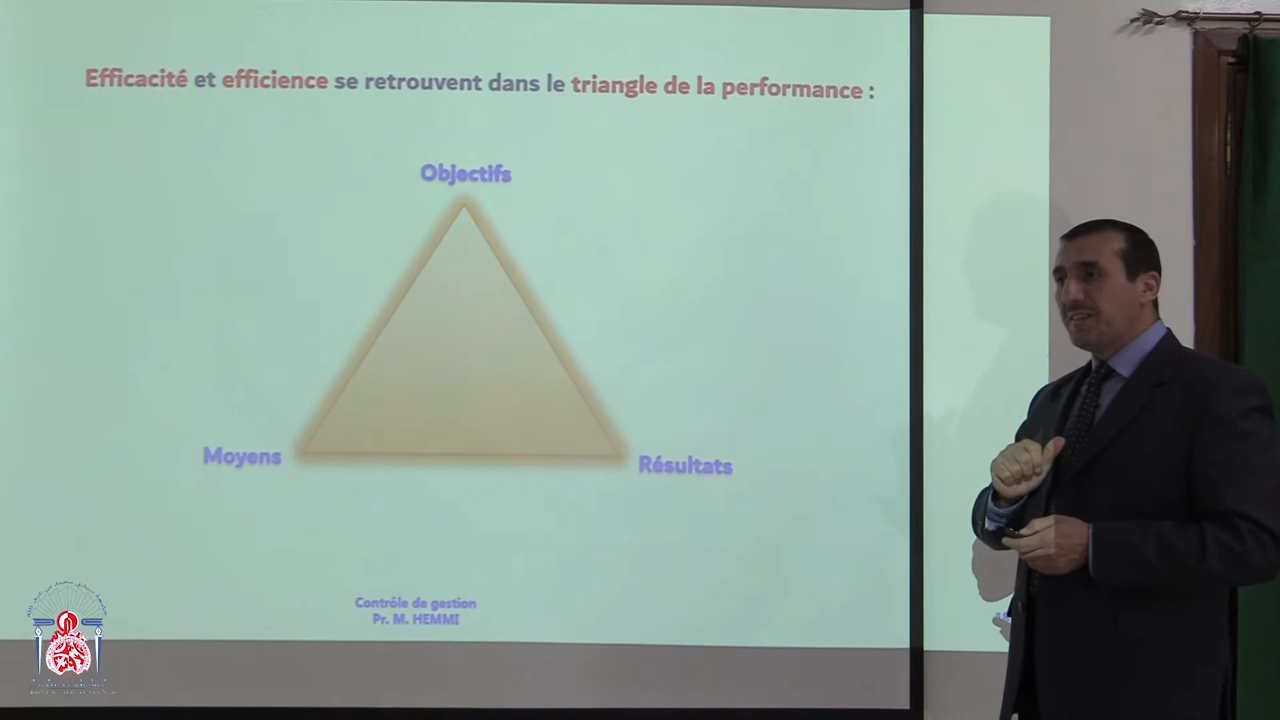 Efficacité et efficience se retrouvent dans le triangle de la performance :
Objectifs
Moyens
Résultats
Contrôle de gestion
Pr. M. HEMMI